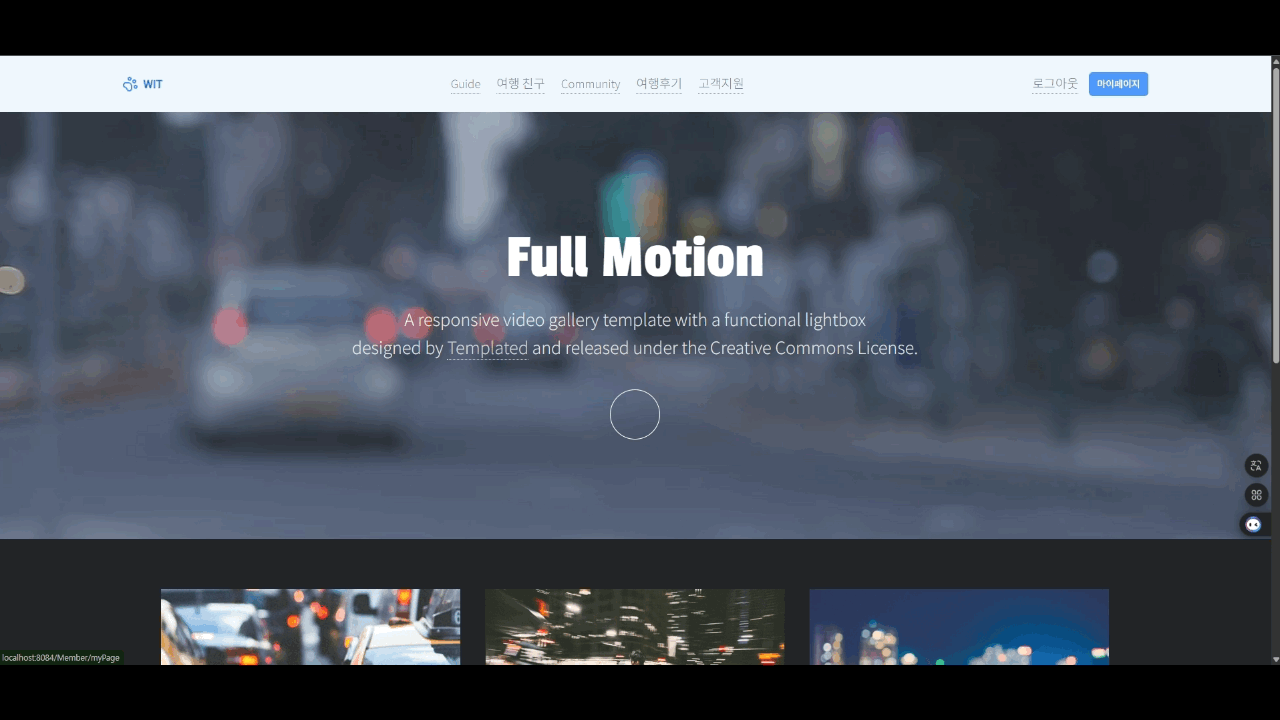 WIT
Guide 여행 친구 Community 여행후기 고객지원
로그아웃 마이페이지
Full Motion
A responsive video gallery template with a functional lightbox
designed by Templated and released under the Creative Commons License.
localhost:8084/Member/myPage